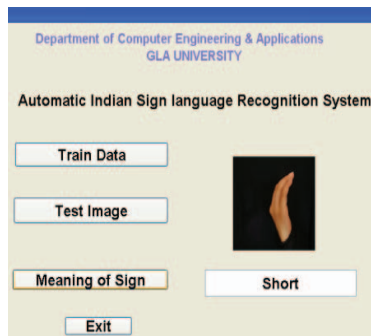 Department of Computer Engineering & Applications
GLA UNIVERSITY
Automatic Indian Sign language Recognition System
Train Data
Test Image
Meaning of Sign
Short
Exit